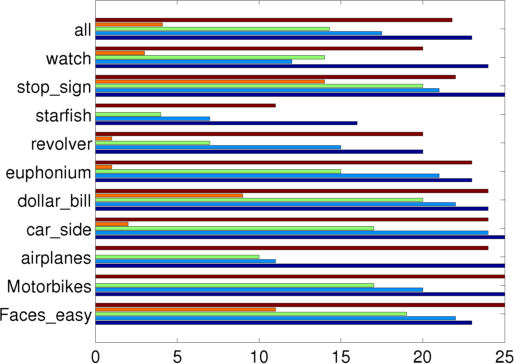 all
watch
stop_sign
starfish
revolver
euphonium
dollar_bill
car_side
airplanes
Motorbikes
Faces_easy
0 5 10 15 20 25